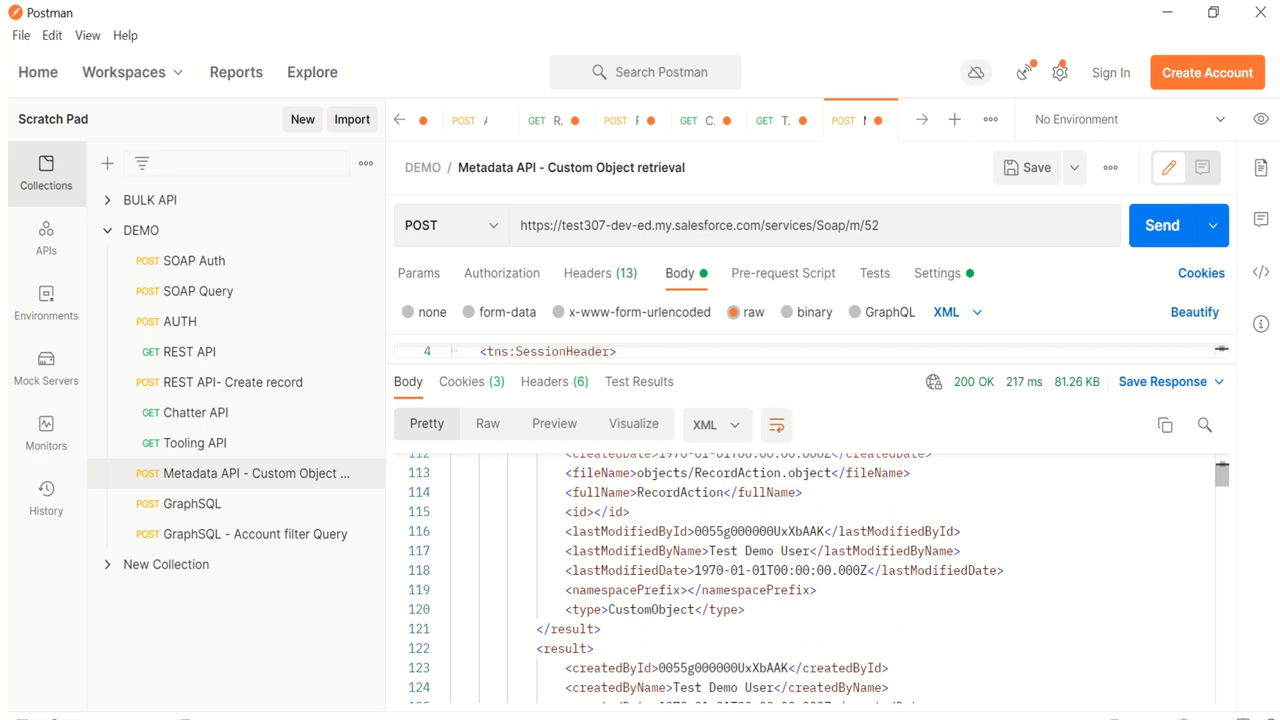 Postman
File Edit View Help
Home Workspaces Reports Explore Search Postman Sign In Create Account
Scratch Pad New Import
POST GET R. POST GET C. GET T. POST No Environment
DEMO / Metadata API - Custom Object retrieval Save
POST https://test307-dev-ed.my.salesforce.com/services/Soap/m/52 Send
Params Authorization Headers (13) Body Pre-request Script Tests Settings Cookies
none form-data x-www-form-urlencoded raw binary GraphQL XML Beautify
4 <tns:SessionHeader>
Body Cookies (3) Headers (6) Test Results 200 OK 217 ms 81.26 KB Save Response
Pretty Raw Preview Visualize XML
112 <createdDate>1970-01-01T00:00:00.000Z</createdDate>
113 <fileName>objects/RecordAction.object</fileName>
114 <fullName>RecordAction</fullName>
115 <id></id>
116 <lastModifiedById>0055g000000UxXbAAK</lastModifiedById>
117 <lastModifiedByName>Test Demo User</lastModifiedByName>
118 <lastModifiedDate>1970-01-01T00:00:00.000Z</lastModifiedDate>
119 <namespacePrefix></namespacePrefix>
120 <type>CustomObject</type>
121 </result>
122 <result>
123 <createdById>0055g000000UxXbAAK</createdById>
124 <createdByName>Test Demo User</createdByName>
Collections
APIs
Environments
Mock Servers
Monitors
History
BULK API
DEMO
POST SOAP Auth
POST SOAP Query
POST AUTH
GET REST API
POST REST API- Create record
GET Chatter API
GET Tooling API
POST Metadata API - Custom Object ...
POST GraphSQL
POST GraphSQL - Account filter Query
New Collection